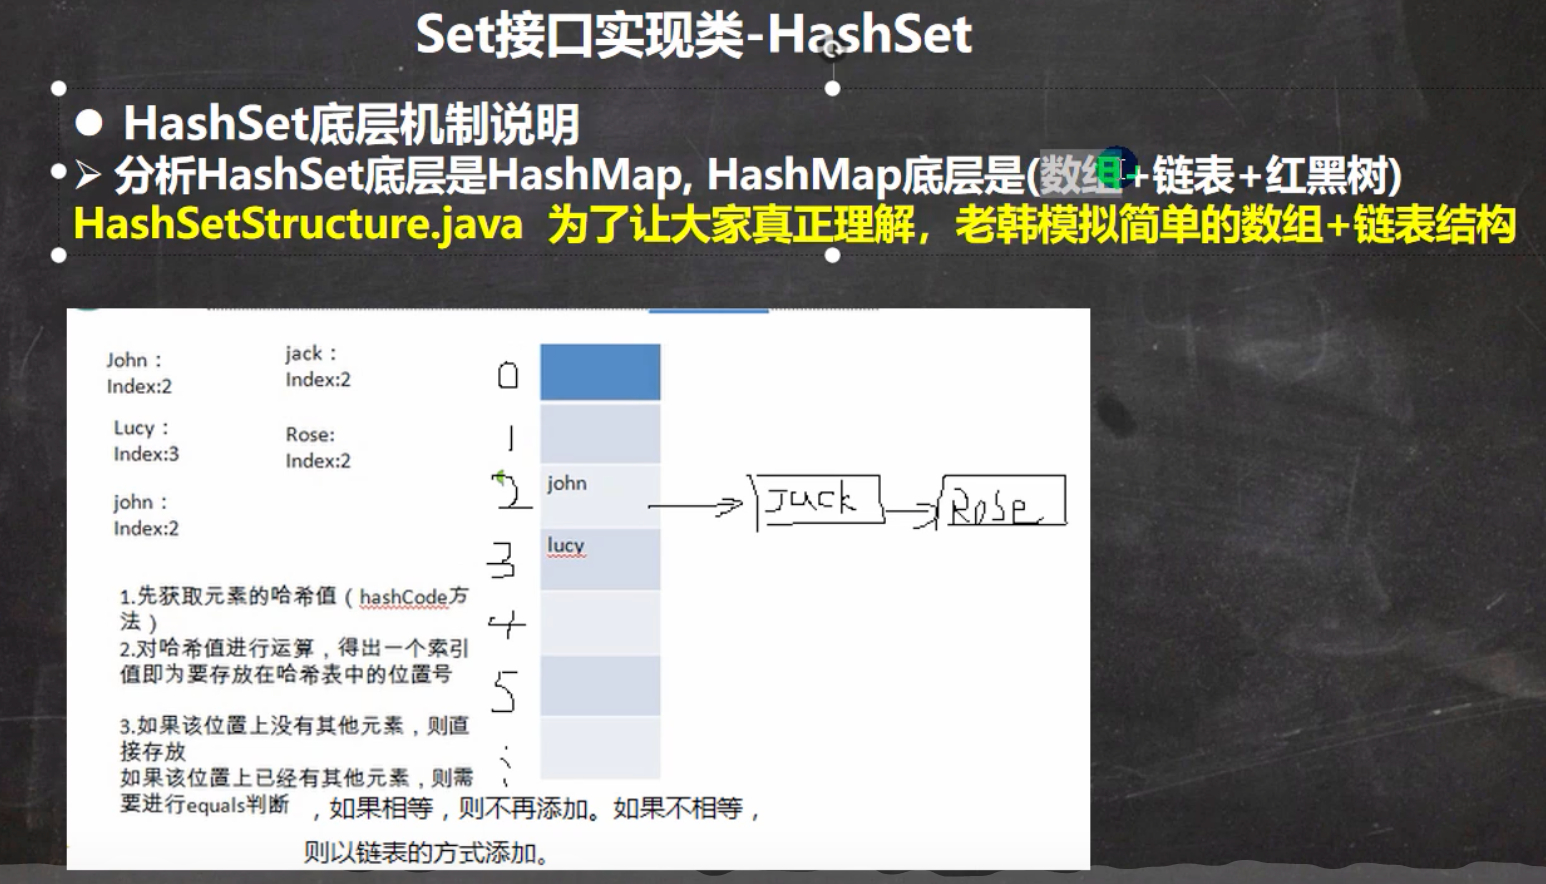 Set接口实现类-HashSet
● HashSet底层机制说明
➢ 分析HashSet底层是HashMap, HashMap底层是(数组+链表+红黑树)
HashSetStructure.java 为了让大家真正理解，老韩模拟简单的数组+链表结构
John：
Index:2
jack：
Index:2
Lucy：
Index:3
Rose:
Index:2
john：
Index:2
0
1
2
john
Jack
Rose
3
lucy
4
5
1.先获取元素的哈希值（hashCode方
法）
2.对哈希值进行运算，得出一个索引
值即为要存放在哈希表中的位置号
3.如果该位置上没有其他元素，则直
接存放
如果该位置上已经有其他元素，则需
要进行equals判断 ，如果相等，则不再添加。如果不相等，
则以链表的方式添加。